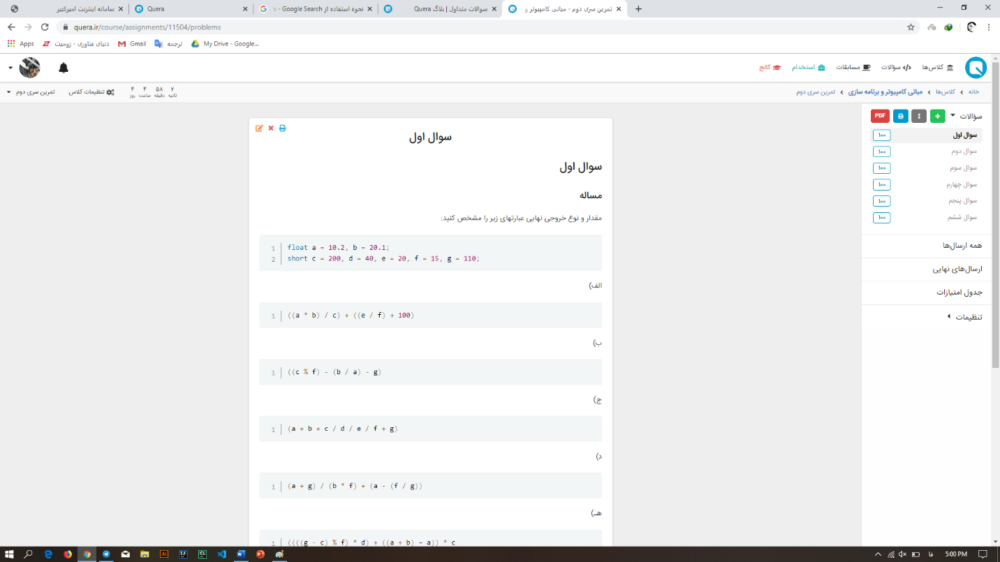 سامانه اینترنت امیرکبیر
Quera
نحوه استفاده از a - Google Search
سوالات متداول | بلاگ Quera
تمرین سری دوم - مبانی کامپیوتر و
quera.ir/course/assignments/11504/problems
Apps
دنیای فناوری - زومیت
Gmail
ترجمه
My Drive - Google...
کلاس‌ها
سؤالات
مسابقات
استخدام
کالج
خانه
کلاس‌ها
مبانی کامپیوتر و برنامه سازی
تمرین سری دوم
۴ روز
۴ ساعت
۵۸ دقیقه
۲ ثانیه
تنظیمات کلاس
تمرین سری دوم
سؤالات
PDF
سوال اول ۱۰۰
سوال دوم ۱۰۰
سوال سوم ۱۰۰
سوال چهارم ۱۰۰
سوال پنجم ۱۰۰
سوال ششم ۱۰۰
همه ارسال‌ها
ارسال‌های نهایی
جدول امتیازات
تنظیمات
سوال اول
سوال اول
مساله
مقدار و نوع خروجی نهایی عبارتهای زیر را مشخص کنید:
1 float a = 10.2, b = 20.1;
2 short c = 200, d = 40, e = 20, f = 15, g = 110;
الف)
1 ((a * b) / c) + ((e / f) + 100)
ب)
1 ((c % f) - (b / a) - g)
ج)
1 (a + b + c / d / e / f + g)
د)
1 (a + g) / (b * f) + (a - (f / g))
هـ)
1 ((((g - c) % f) * d) + ((a + b) - a)) * c
فا
5:00 PM